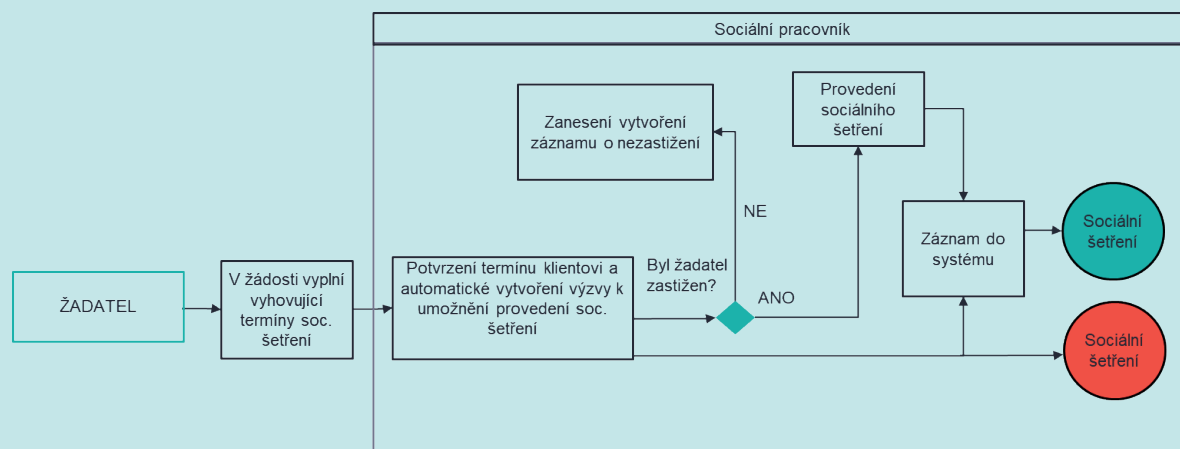 Sociální pracovník
Provedení
sociálního
šetření
Zanesení vytvoření
záznamu o nezastižení
NE
Záznam do
systému
Sociální
šetření
ŽADATEL
V žádosti vyplní
vyhovující
termíny soc.
šetření
Potvrzení termínu klientovi a
automatické vytvoření výzvy k
umožnění provedení soc.
šetření
Byl žadatel
zastižen?
ANO
Sociální
šetření